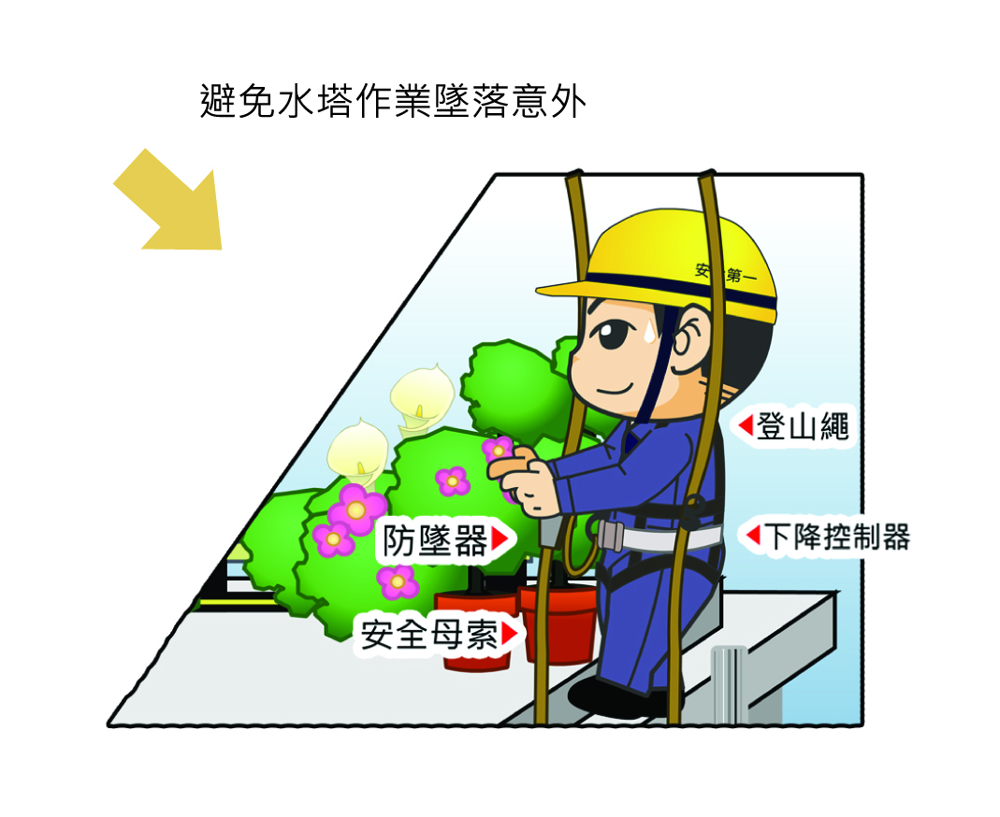 避免水塔作業墜落意外
登山繩
防墜器
下降控制器
安全母索